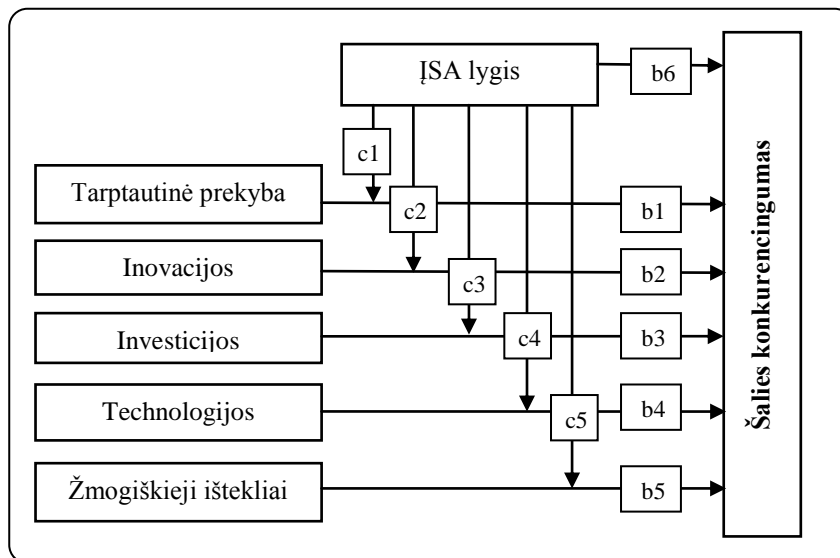 ĮSA lygis
b6
c1
Tarptautinė prekyba
c2
b1
Inovacijos
c3
b2
Investicijos
c4
b3
Technologijos
c5
b4
Žmogiškieji ištekliai
b5
Šalies konkurencingumas